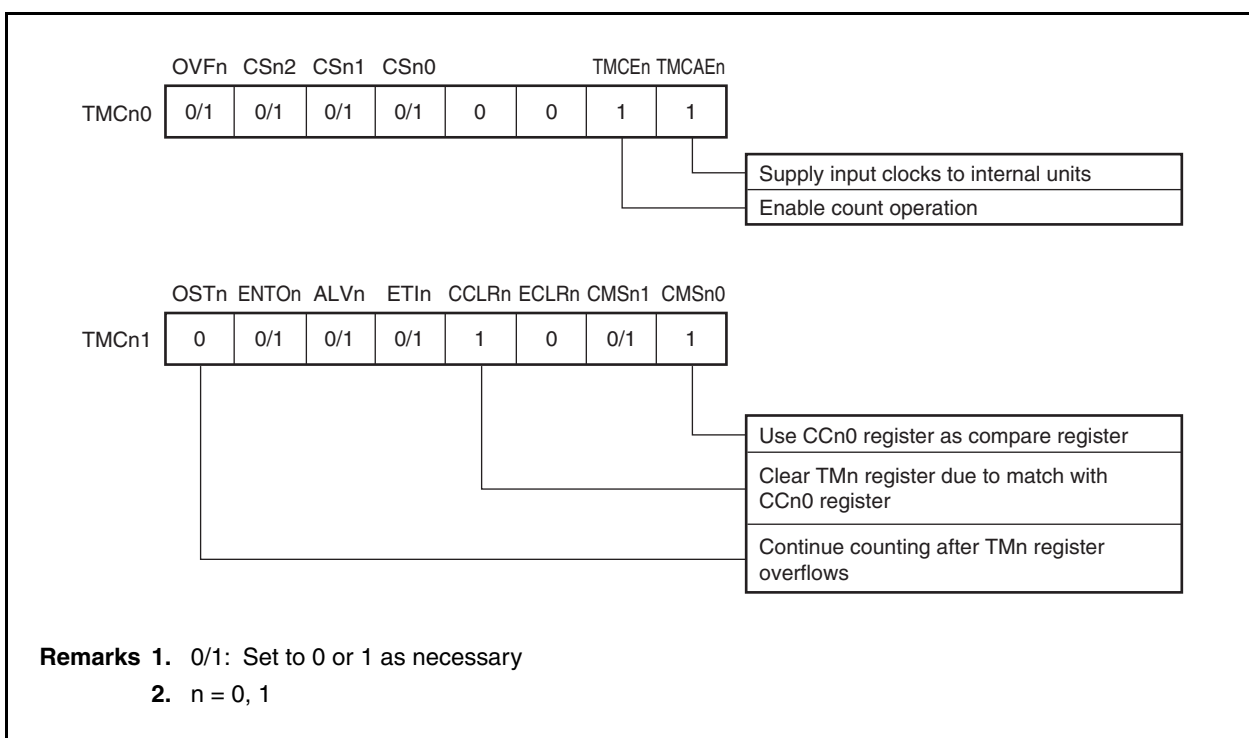 OVFn CSn2 CSn1 CSn0 TMCEn TMCAEn
TMCn0 0/1 0/1 0/1 0/1 0 0 1 1
Supply input clocks to internal units
Enable count operation
OSTn ENTOn ALVn ETIn CCLRn ECLRn CMSn1 CMSn0
TMCn1 0 0/1 0/1 0/1 1 0 0/1 1
Use CCn0 register as compare register
Clear TMn register due to match with
CCn0 register
Continue counting after TMn register
overflows
Remarks 1. 0/1: Set to 0 or 1 as necessary
2. n = 0, 1